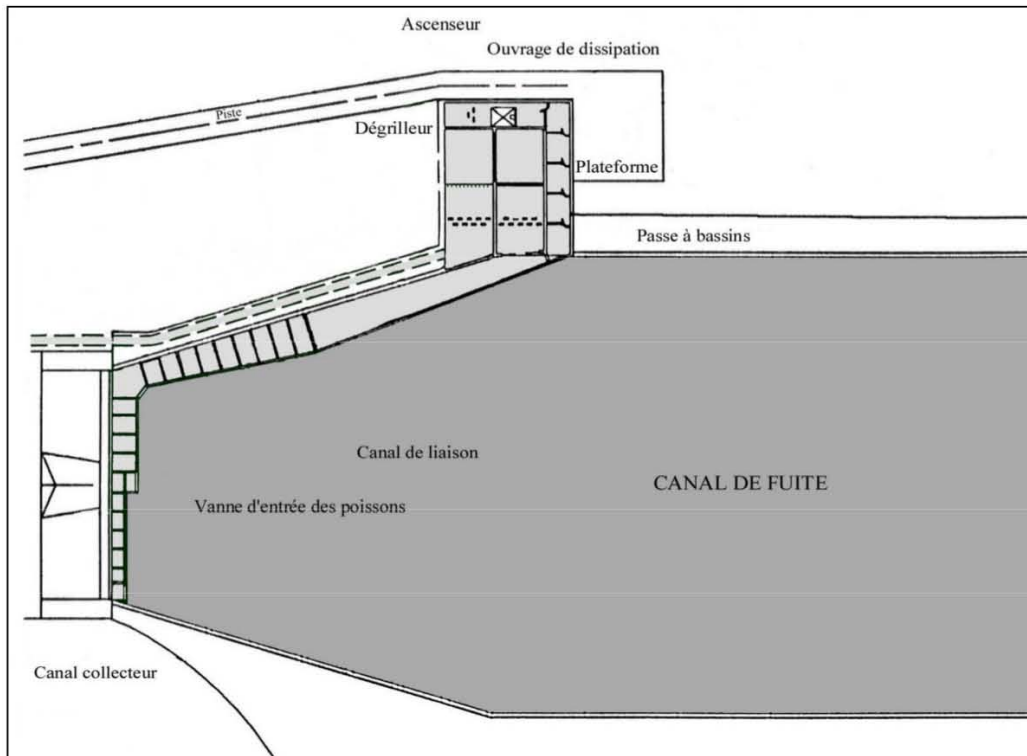 Ascenseur
Ouvrage de dissipation
Piste
Dégrilleur
Plateforme
Passe à bassins
Canal de liaison
CANAL DE FUITE
Vanne d'entrée des poissons
Canal collecteur